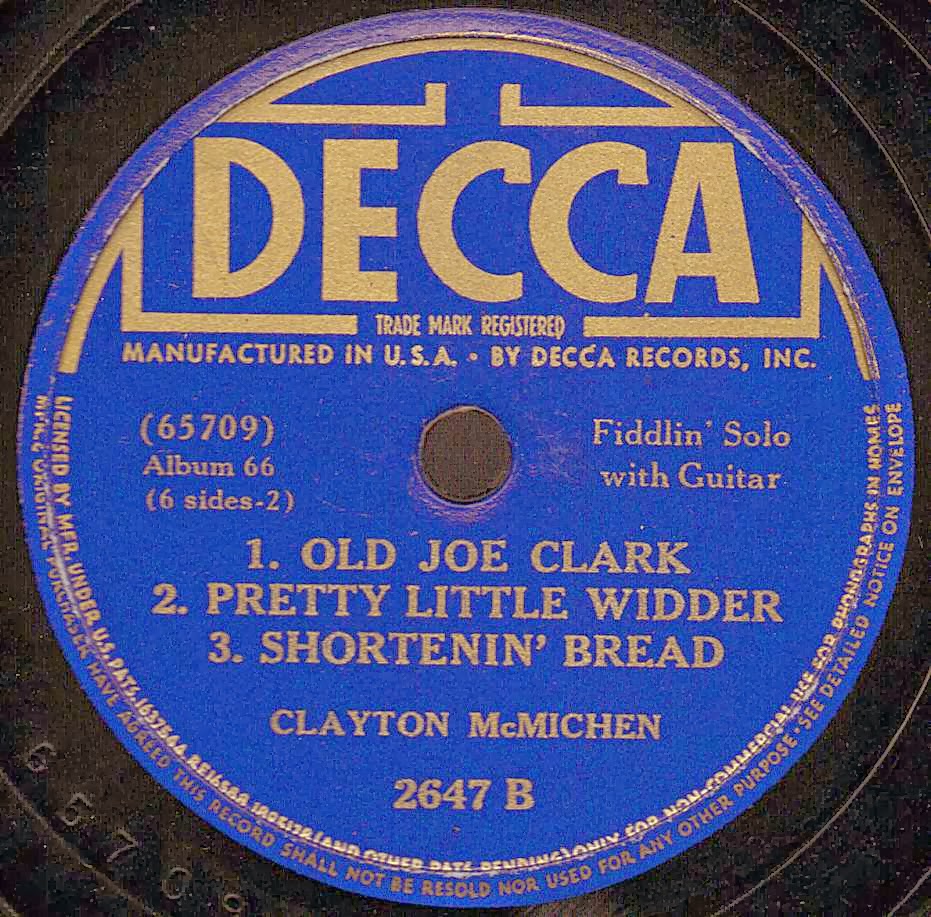 DECCA
TRADE MARK REGISTERED
MANUFACTURED IN U.S.A. • BY DECCA RECORDS, INC.
(65709)
Album 66
(6 sides-2)
Fiddlin' Solo
with Guitar
1. OLD JOE CLARK
2. PRETTY LITTLE WIDDER
3. SHORTENIN' BREAD
CLAYTON McMICHEN
2647 B
LICENSED BY MFR. UNDER U.S. PATS. 1637544, RE16588, (AND OTHER PATS. PENDING) ONLY FOR NON-COMMERCIAL USE FOR PHONOGRAPHS IN HOMES
ORIGINAL PURCHASER HAVE AGREED THIS RECORD SHALL NOT BE RESOLD NOR USED FOR ANY OTHER PURPOSE • SEE DETAILED NOTICE ON ENVELOPE
65709